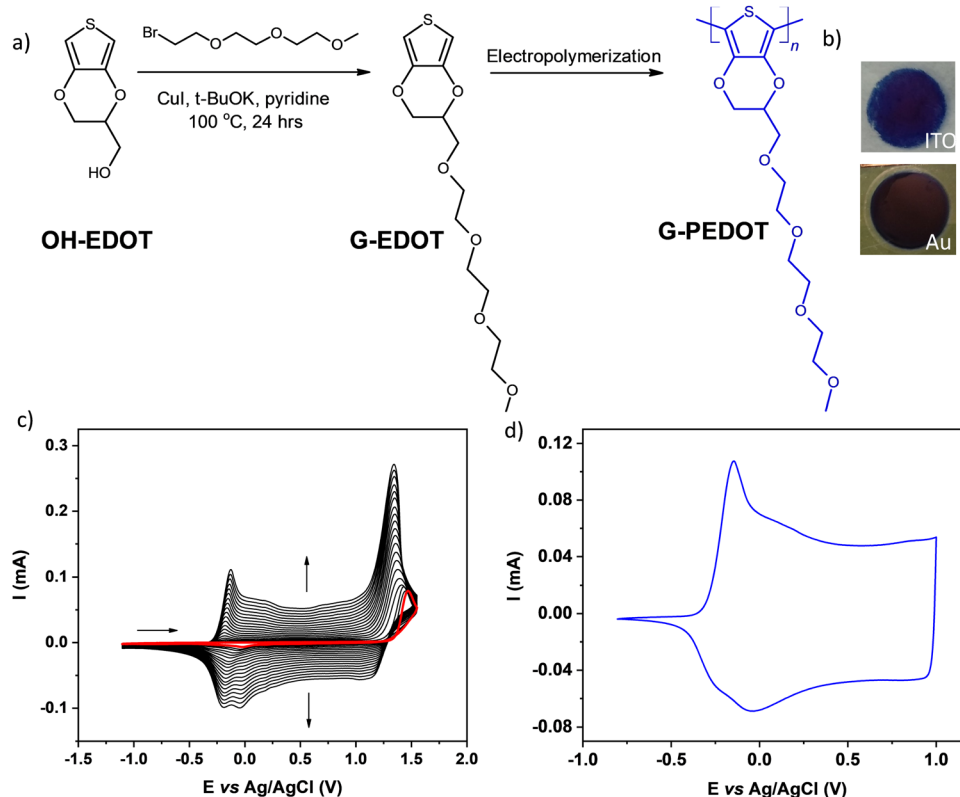 a)
S
O
O
HO
OH-EDOT
Br
O
O
O
CuI, t-BuOK, pyridine
100 °C, 24 hrs
S
O
O
O
O
O
O
G-EDOT
Electropolymerization
S
n
O
O
O
O
O
O
G-PEDOT
b)
ITO
Au
c)
I (mA)
0.3
0.2
0.1
0.0
-0.1
-1.5 -1.0 -0.5 0.0 0.5 1.0 1.5 2.0
E vs Ag/AgCl (V)
d)
I (mA)
0.12
0.08
0.04
0.00
-0.04
-0.08
-1.0 -0.5 0.0 0.5 1.0
E vs Ag/AgCl (V)